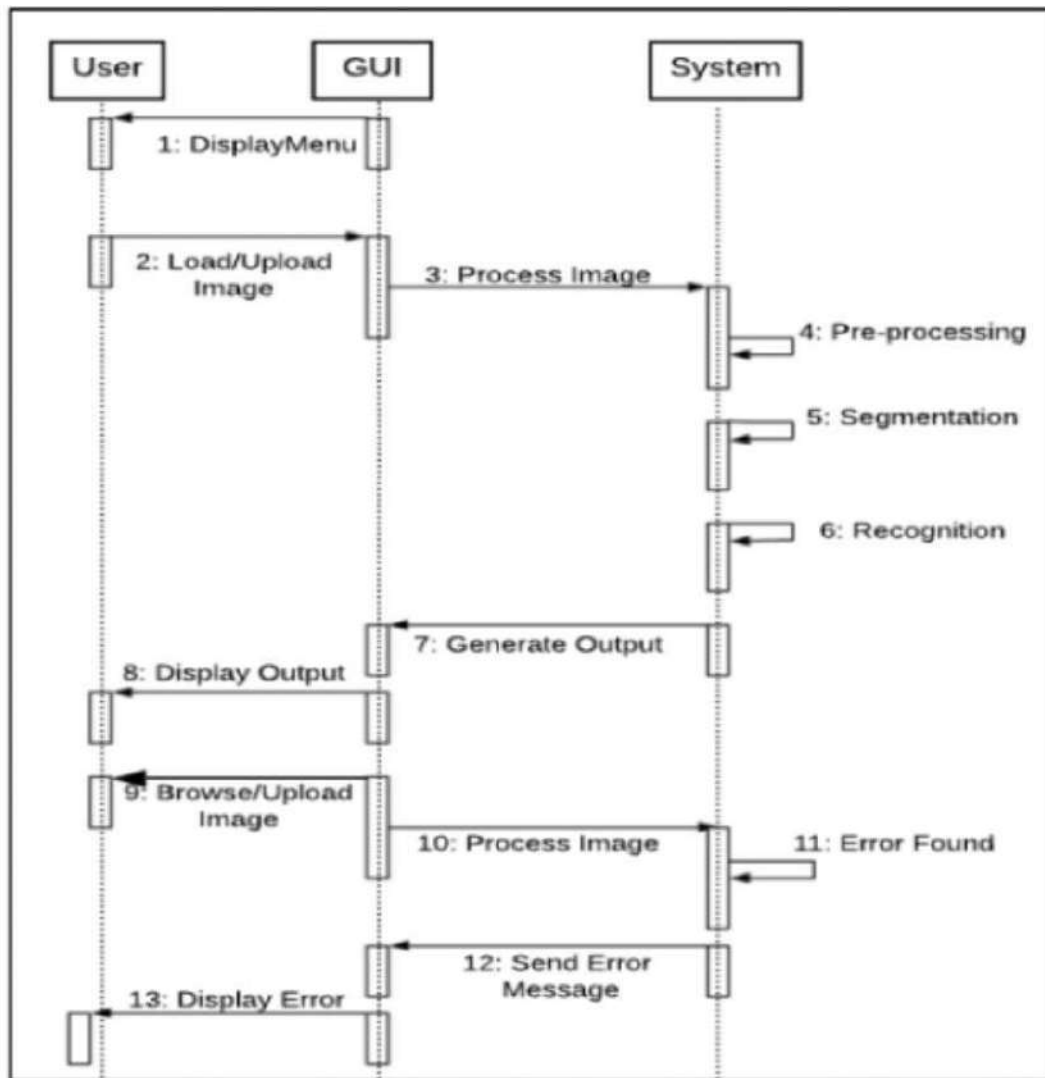 User
GUI
System
1: DisplayMenu
2: Load/Upload
Image
3: Process Image
4: Pre-processing
5: Segmentation
6: Recognition
7: Generate Output
8: Display Output
9: Browse/Upload
Image
10: Process Image
11: Error Found
12: Send Error
Message
13: Display Error